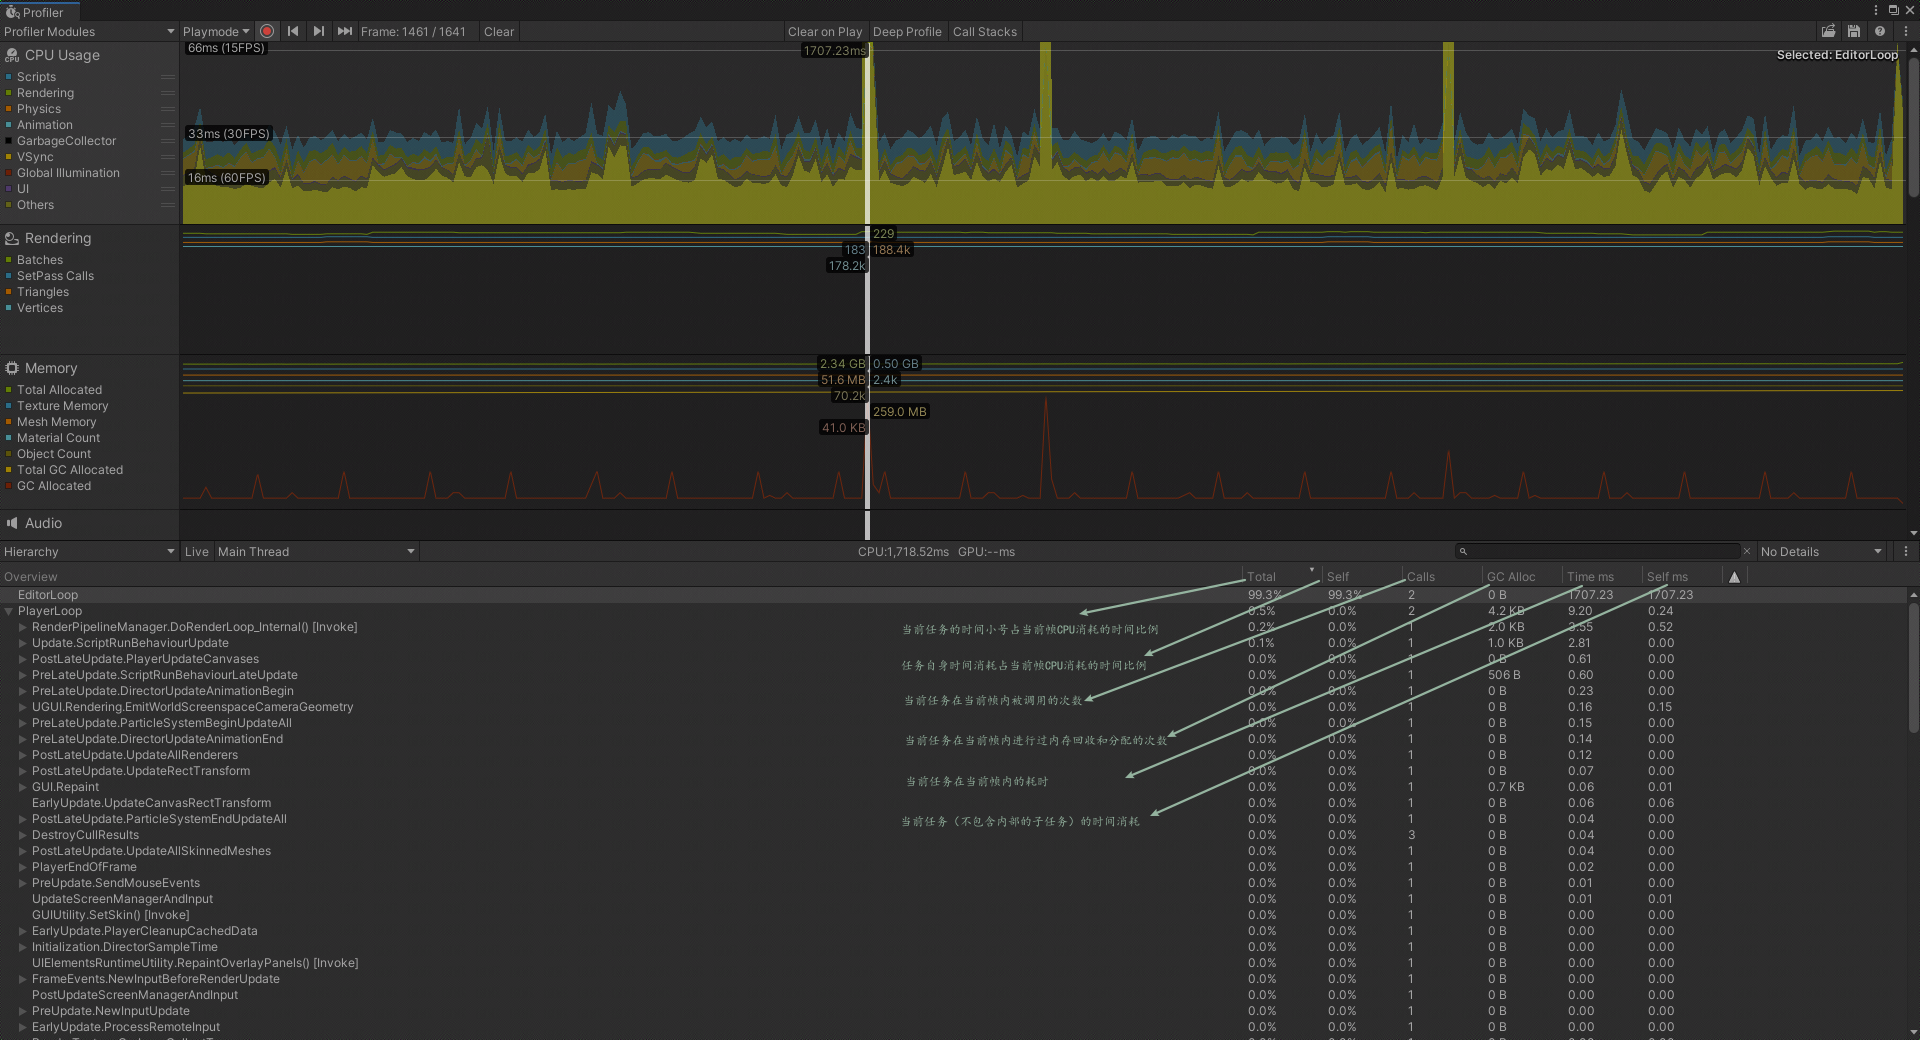 Profiler
Profiler Modules
Playmode
Frame: 1461 / 1641
Clear
Clear on Play
Deep Profile
Call Stacks
CPU Usage
Scripts
Rendering
Physics
Animation
GarbageCollector
VSync
Global Illumination
UI
Others
66ms (15FPS)
1707.23ms
Selected: EditorLoop
33ms (30FPS)
16ms (60FPS)
Rendering
Batches
SetPass Calls
Triangles
Vertices
229
183
188.4k
178.2k
Memory
Total Allocated
Texture Memory
Mesh Memory
Material Count
Object Count
Total GC Allocated
GC Allocated
2.34 GB
0.50 GB
51.6 MB
2.4k
70.2k
259.0 MB
41.0 KB
Audio
Hierarchy
Live
Main Thread
CPU:1,718.52ms GPU:--ms
No Details
Overview Total Self Calls GC Alloc Time ms Self ms
EditorLoop 99.3% 99.3% 2 0 B 1707.23 1707.23
PlayerLoop 0.5% 0.0% 2 4.2 KB 9.20 0.24
RenderPipelineManager.DoRenderLoop_Internal() [Invoke] 0.2% 0.0% 1 2.0 KB 3.55 0.52
Update.ScriptRunBehaviourUpdate 0.1% 0.0% 1 1.0 KB 2.81 0.00
PostLateUpdate.PlayerUpdateCanvases 0.0% 0.0% 1 0 B 0.61 0.00
PreLateUpdate.ScriptRunBehaviourLateUpdate 0.0% 0.0% 1 506 B 0.60 0.00
PreLateUpdate.DirectorUpdateAnimationBegin 0.0% 0.0% 1 0 B 0.23 0.00
UGUI.Rendering.EmitWorldScreenspaceCameraGeometry 0.0% 0.0% 1 0 B 0.16 0.15
PreLateUpdate.ParticleSystemBeginUpdateAll 0.0% 0.0% 1 0 B 0.15 0.00
PreLateUpdate.DirectorUpdateAnimationEnd 0.0% 0.0% 1 0 B 0.14 0.00
PostLateUpdate.UpdateAllRenderers 0.0% 0.0% 1 0 B 0.12 0.00
PostLateUpdate.UpdateRectTransform 0.0% 0.0% 1 0 B 0.07 0.00
GUI.Repaint 0.0% 0.0% 1 0.7 KB 0.06 0.01
EarlyUpdate.UpdateCanvasRectTransform 0.0% 0.0% 1 0 B 0.06 0.06
PostLateUpdate.ParticleSystemEndUpdateAll 0.0% 0.0% 1 0 B 0.04 0.00
DestroyCullResults 0.0% 0.0% 3 0 B 0.04 0.00
PostLateUpdate.UpdateAllSkinnedMeshes 0.0% 0.0% 1 0 B 0.04 0.00
PlayerEndOfFrame 0.0% 0.0% 1 0 B 0.02 0.00
PreUpdate.SendMouseEvents 0.0% 0.0% 1 0 B 0.01 0.00
UpdateScreenManagerAndInput 0.0% 0.0% 1 0 B 0.01 0.01
GUIUtility.SetSkin() [Invoke] 0.0% 0.0% 1 0 B 0.00 0.00
EarlyUpdate.PlayerCleanupCachedData 0.0% 0.0% 1 0 B 0.00 0.00
Initialization.DirectorSampleTime 0.0% 0.0% 1 0 B 0.00 0.00
UIElementsRuntimeUtility.RepaintOverlayPanels() [Invoke] 0.0% 0.0% 1 0 B 0.00 0.00
FrameEvents.NewInputBeforeRenderUpdate 0.0% 0.0% 1 0 B 0.00 0.00
PostUpdateScreenManagerAndInput 0.0% 0.0% 1 0 B 0.00 0.00
PreUpdate.NewInputUpdate 0.0% 0.0% 1 0 B 0.00 0.00
EarlyUpdate.ProcessRemoteInput 0.0% 0.0% 1 0 B 0.00 0.00
当前任务的时间小号占当前帧CPU消耗的时间比例
任务自身时间消耗占当前帧CPU消耗的时间比例
当前任务在当前帧内被调用的次数
当前任务在当前帧内进行过内存回收和分配的次数
当前任务在当前帧内的耗时
当前任务（不包含内部的子任务）的时间消耗